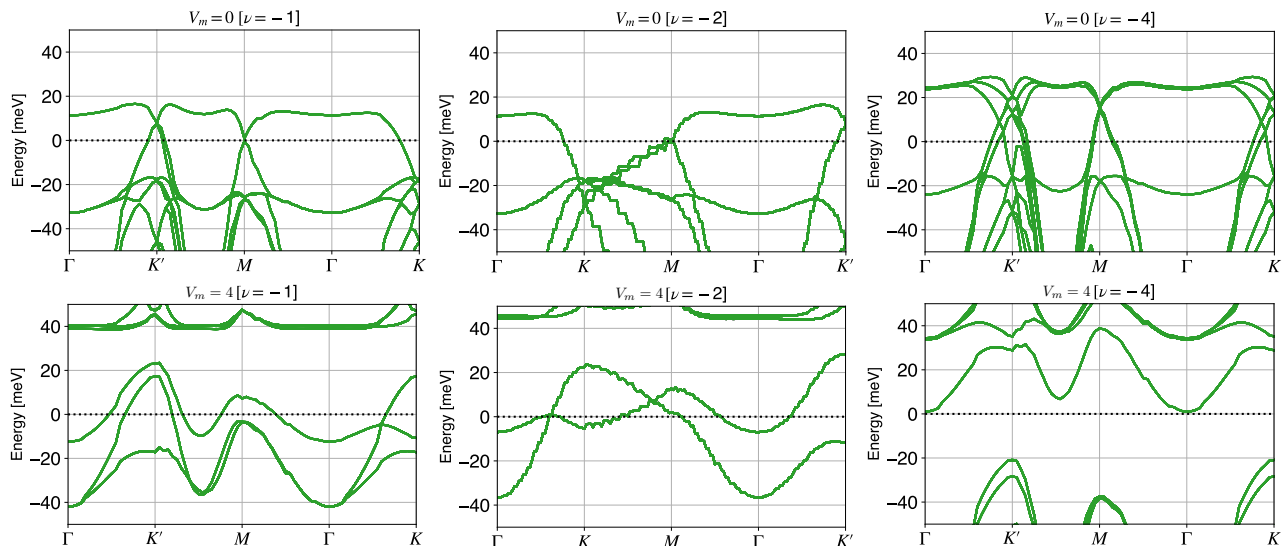 V_m = 0 [ν = −1]
Energy [meV]
40
20
0
−20
−40
Γ K′ M Γ K
V_m = 0 [ν = −2]
Energy [meV]
40
20
0
−20
−40
Γ K M Γ K′
V_m = 0 [ν = −4]
Energy [meV]
40
20
0
−20
−40
Γ K′ M Γ K
V_m = 4 [ν = −1]
Energy [meV]
40
20
0
−20
−40
Γ K′ M Γ K
V_m = 4 [ν = −2]
Energy [meV]
40
20
0
−20
−40
Γ K M Γ K′
V_m = 4 [ν = −4]
Energy [meV]
40
20
0
−20
−40
Γ K′ M Γ K